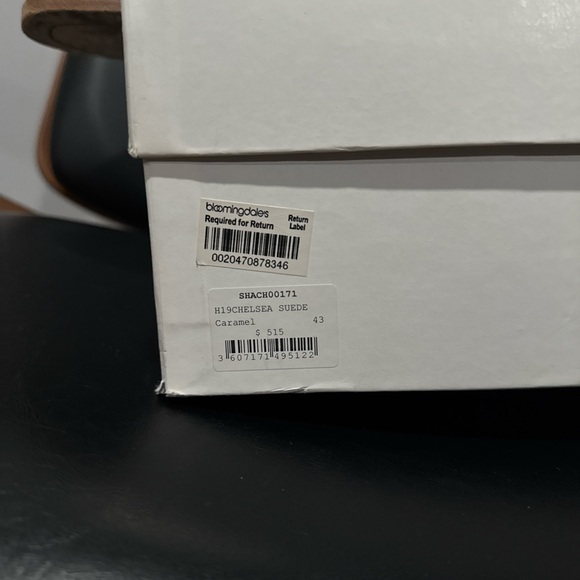 bloomingdale's
Required for Return Return Label
0020470878346
SHACH00171
H19CHELSEA SUEDE
Caramel 43
$ 515
3 607171 495122